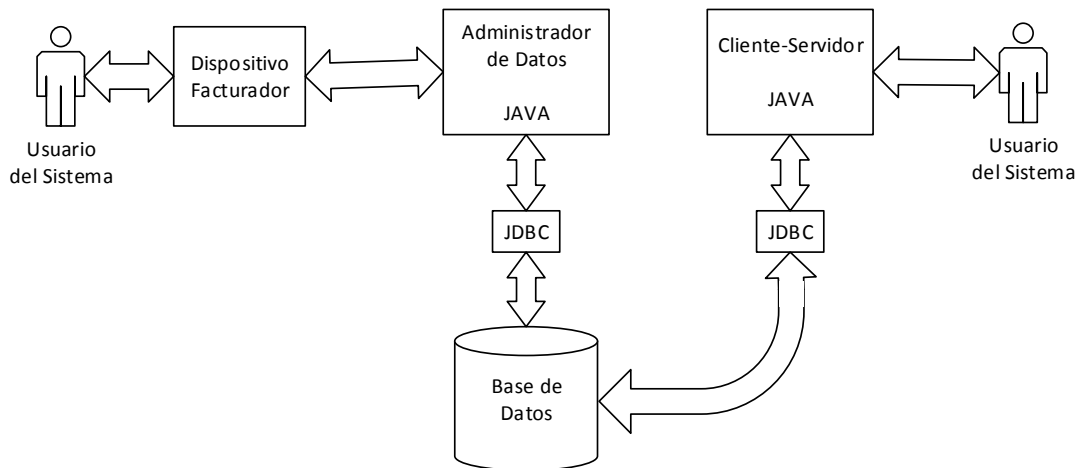 Usuario
del Sistema
Dispositivo
Facturador
Administrador
de Datos
JAVA
JDBC
Base de
Datos
Cliente-Servidor
JAVA
JDBC
Usuario
del Sistema